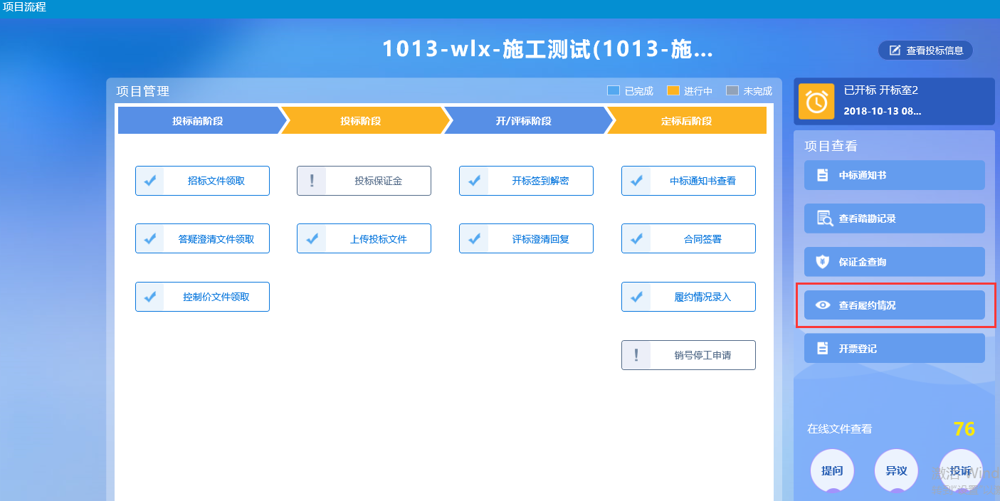 项目流程
1013-wlx-施工测试(1013-施...
查看投标信息
项目管理
已完成
进行中
未完成
投标前阶段
投标阶段
开/评标阶段
定标后阶段
招标文件领取
投标保证金
开标签到解密
中标通知书查看
答疑澄清文件领取
上传投标文件
评标澄清回复
合同签署
控制价文件领取
履约情况录入
销号停工申请
已开标 开标室2
2018-10-13 08...
项目查看
中标通知书
查看踏勘记录
保证金查询
查看履约情况
开票登记
在线文件查看
76
提问
异议
投诉
激活 Wind